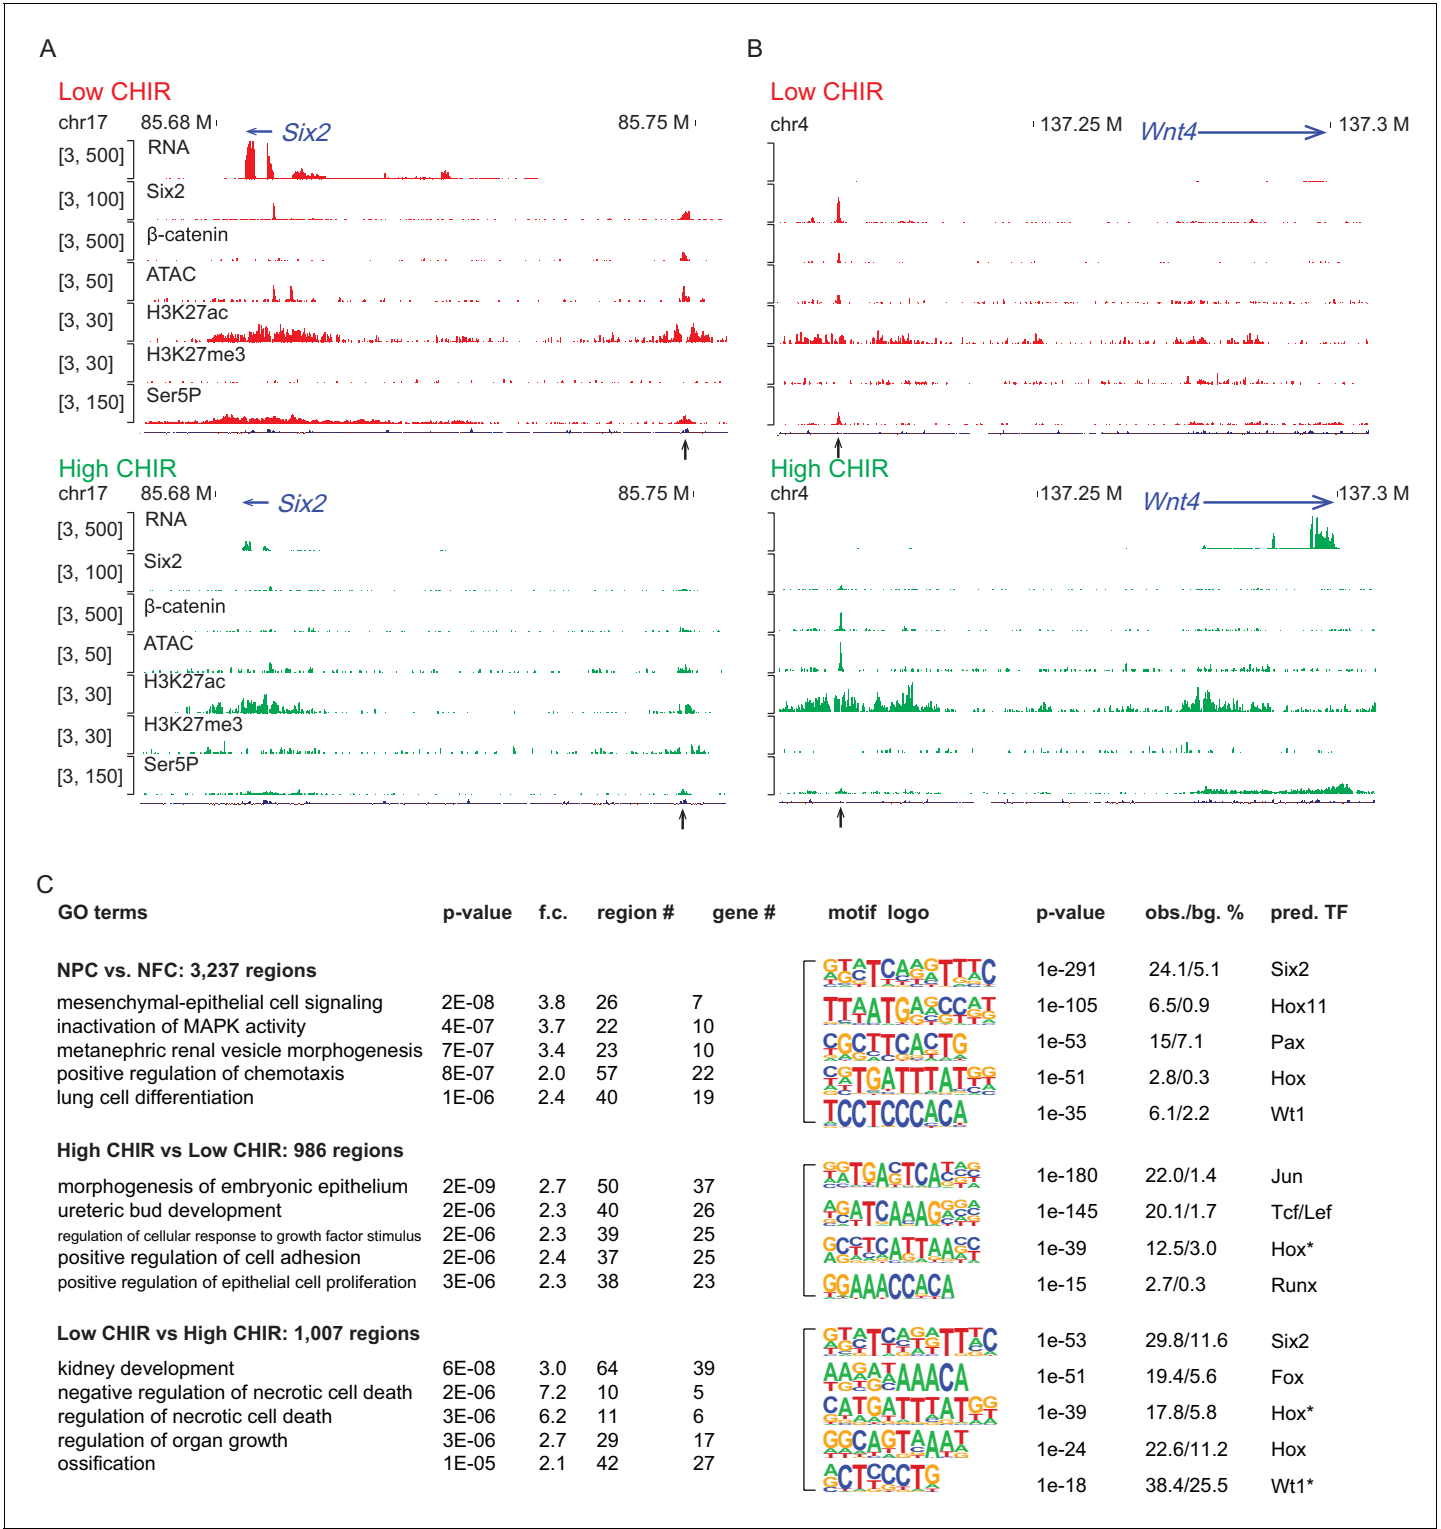 A
Low CHIR
chr17 85.68 M 85.75 M
Six2
[3, 500] RNA
[3, 100] Six2
[3, 500] β-catenin
[3, 50] ATAC
[3, 30] H3K27ac
[3, 30] H3K27me3
[3, 150] Ser5P
High CHIR
chr17 85.68 M 85.75 M
Six2
[3, 500] RNA
[3, 100] Six2
[3, 500] β-catenin
[3, 50] ATAC
[3, 30] H3K27ac
[3, 30] H3K27me3
[3, 150] Ser5P
B
Low CHIR
chr4 137.25 M 137.3 M
Wnt4
High CHIR
chr4 137.25 M 137.3 M
Wnt4
C
GO terms p-value f.c. region # gene # motif logo p-value obs./bg. % pred. TF
NPC vs. NFC: 3,237 regions
mesenchymal-epithelial cell signaling 2E-08 3.8 26 7
inactivation of MAPK activity 4E-07 3.7 22 10
metanephric renal vesicle morphogenesis 7E-07 3.4 23 10
positive regulation of chemotaxis 8E-07 2.0 57 22
lung cell differentiation 1E-06 2.4 40 19
1e-291 24.1/5.1 Six2
1e-105 6.5/0.9 Hox11
1e-53 15/7.1 Pax
1e-51 2.8/0.3 Hox
TCCTCCCACA 1e-35 6.1/2.2 Wt1
High CHIR vs Low CHIR: 986 regions
morphogenesis of embryonic epithelium 2E-09 2.7 50 37
ureteric bud development 2E-06 2.3 40 26
regulation of cellular response to growth factor stimulus 2E-06 2.3 39 25
positive regulation of cell adhesion 2E-06 2.4 37 25
positive regulation of epithelial cell proliferation 3E-06 2.3 38 23
1e-180 22.0/1.4 Jun
1e-145 20.1/1.7 Tcf/Lef
1e-39 12.5/3.0 Hox*
GGAAACCACA 1e-15 2.7/0.3 Runx
Low CHIR vs High CHIR: 1,007 regions
kidney development 6E-08 3.0 64 39
negative regulation of necrotic cell death 2E-06 7.2 10 5
regulation of necrotic cell death 3E-06 6.2 11 6
regulation of organ growth 3E-06 2.7 29 17
ossification 1E-05 2.1 42 27
1e-53 29.8/11.6 Six2
1e-51 19.4/5.6 Fox
1e-39 17.8/5.8 Hox*
1e-24 22.6/11.2 Hox
1e-18 38.4/25.5 Wt1*